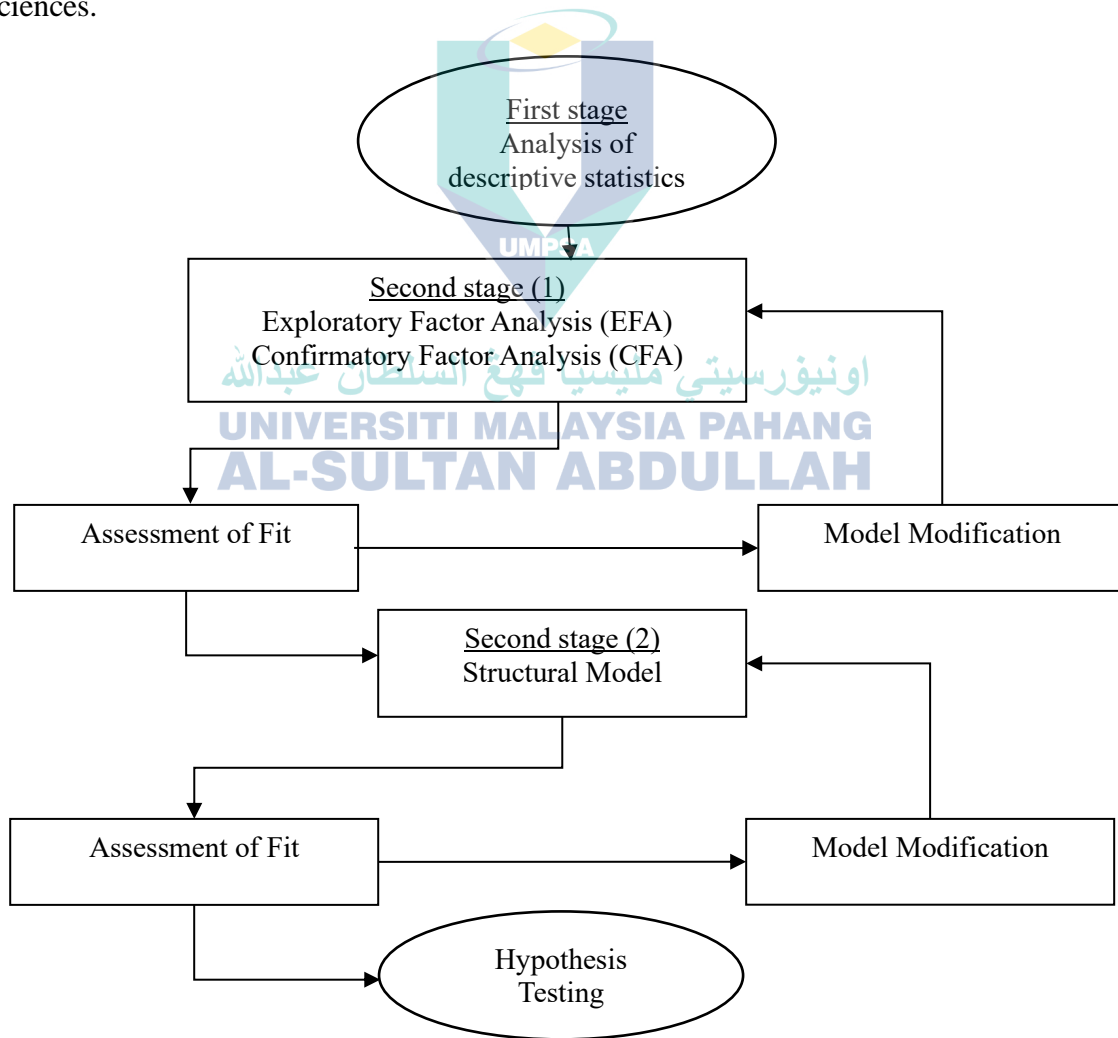 ciences.
First stage
Analysis of
descriptive statistics
UMPSA
Second stage (1)
Exploratory Factor Analysis (EFA)
Confirmatory Factor Analysis (CFA)
اونيۏرسيتي مليسيا ڤهڠ السلطان عبدالله
UNIVERSITI MALAYSIA PAHANG
AL-SULTAN ABDULLAH
Assessment of Fit
Model Modification
Second stage (2)
Structural Model
Assessment of Fit
Model Modification
Hypothesis
Testing